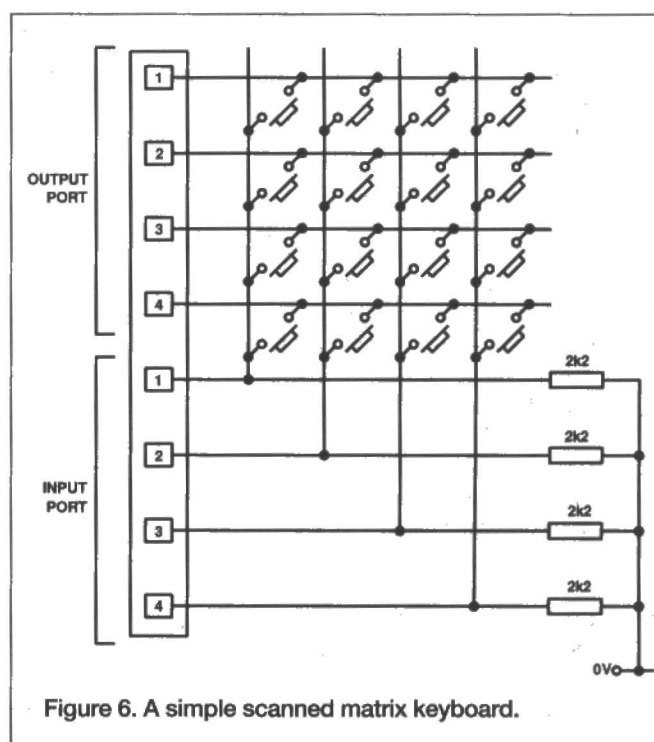 1
2
OUTPUT
PORT
3
4
1
2k2
2
2k2
INPUT
PORT
3
2k2
4
2k2
0V
Figure 6. A simple scanned matrix keyboard.